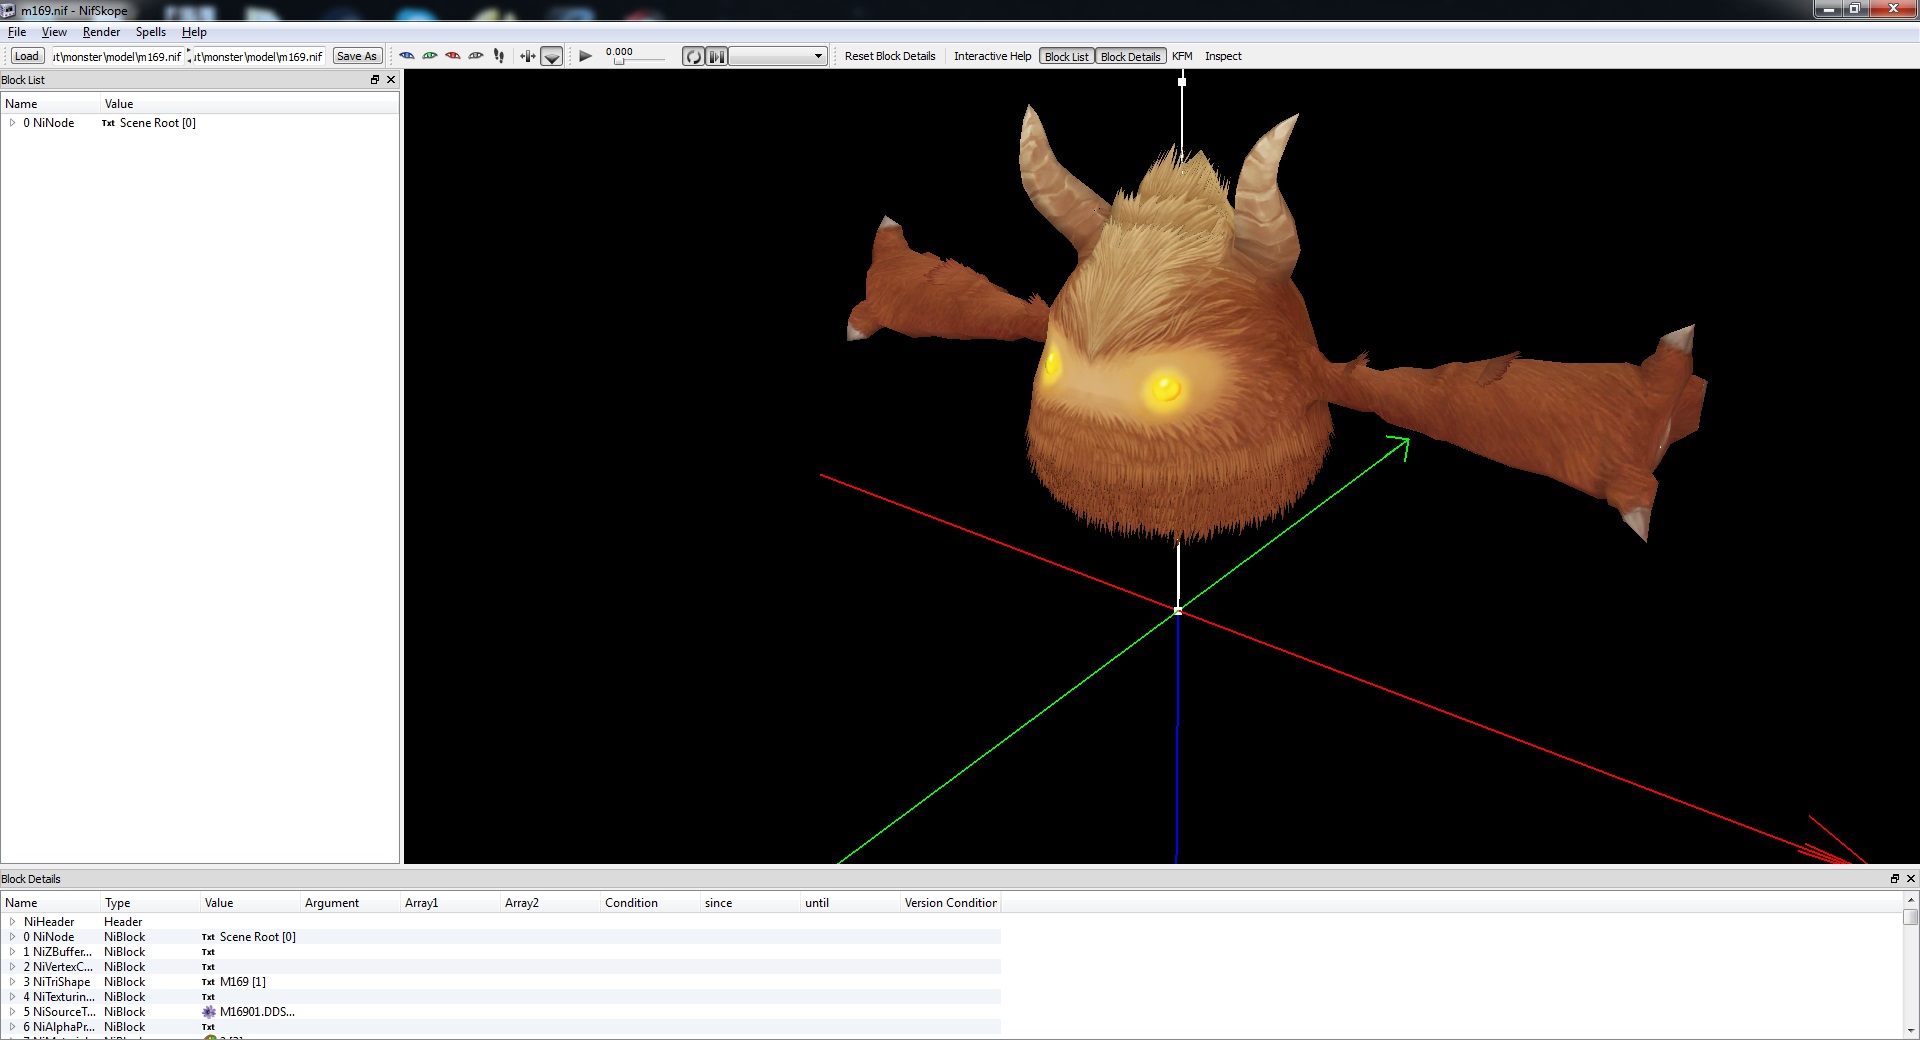 m169.nif - NifSkope
File View Render Spells Help
Load ut\monster\model\m169.nif ut\monster\model\m169.nif Save As 0.000 Reset Block Details Interactive Help Block List Block Details KFM Inspect
Block List
Name Value
0 NiNode Txt Scene Root [0]
Block Details
Name Type Value Argument Array1 Array2 Condition since until Version Condition
NiHeader Header
0 NiNode NiBlock Txt Scene Root [0]
1 NiZBuffer... NiBlock Txt
2 NiVertexC... NiBlock Txt
3 NiTriShape NiBlock Txt M169 [1]
4 NiTexturin... NiBlock Txt
5 NiSourceT... NiBlock M16901.DDS...
6 NiAlphaPr... NiBlock Txt